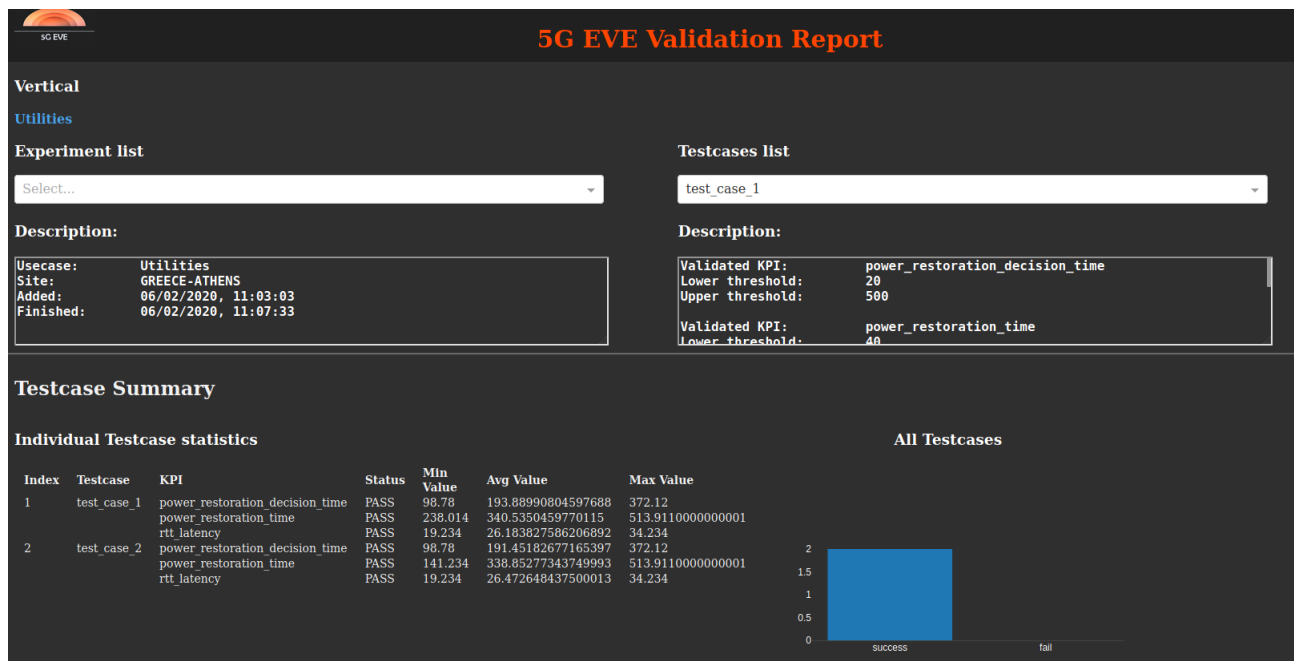 5G EVE
5G EVE Validation Report
Vertical
Utilities
Experiment list
Select...
Description:
Usecase: Utilities
Site: GREECE-ATHENS
Added: 06/02/2020, 11:03:03
Finished: 06/02/2020, 11:07:33
Testcases list
test_case_1
Description:
Validated KPI: power_restoration_decision_time
Lower threshold: 20
Upper threshold: 500
Validated KPI: power_restoration_time
Lower threshold: 40
Testcase Summary
Individual Testcase statistics
Index Testcase KPI Status Min Value Avg Value Max Value
1 test_case_1 power_restoration_decision_time PASS 98.78 193.88990804597688 372.12
power_restoration_time PASS 238.014 340.5350459770115 513.9110000000001
rtt_latency PASS 19.234 26.183827586206892 34.234
2 test_case_2 power_restoration_decision_time PASS 98.78 191.45182677165397 372.12
power_restoration_time PASS 141.234 338.85277343749993 513.9110000000001
rtt_latency PASS 19.234 26.472648437500013 34.234
All Testcases
2
1.5
1
0.5
0
success fail